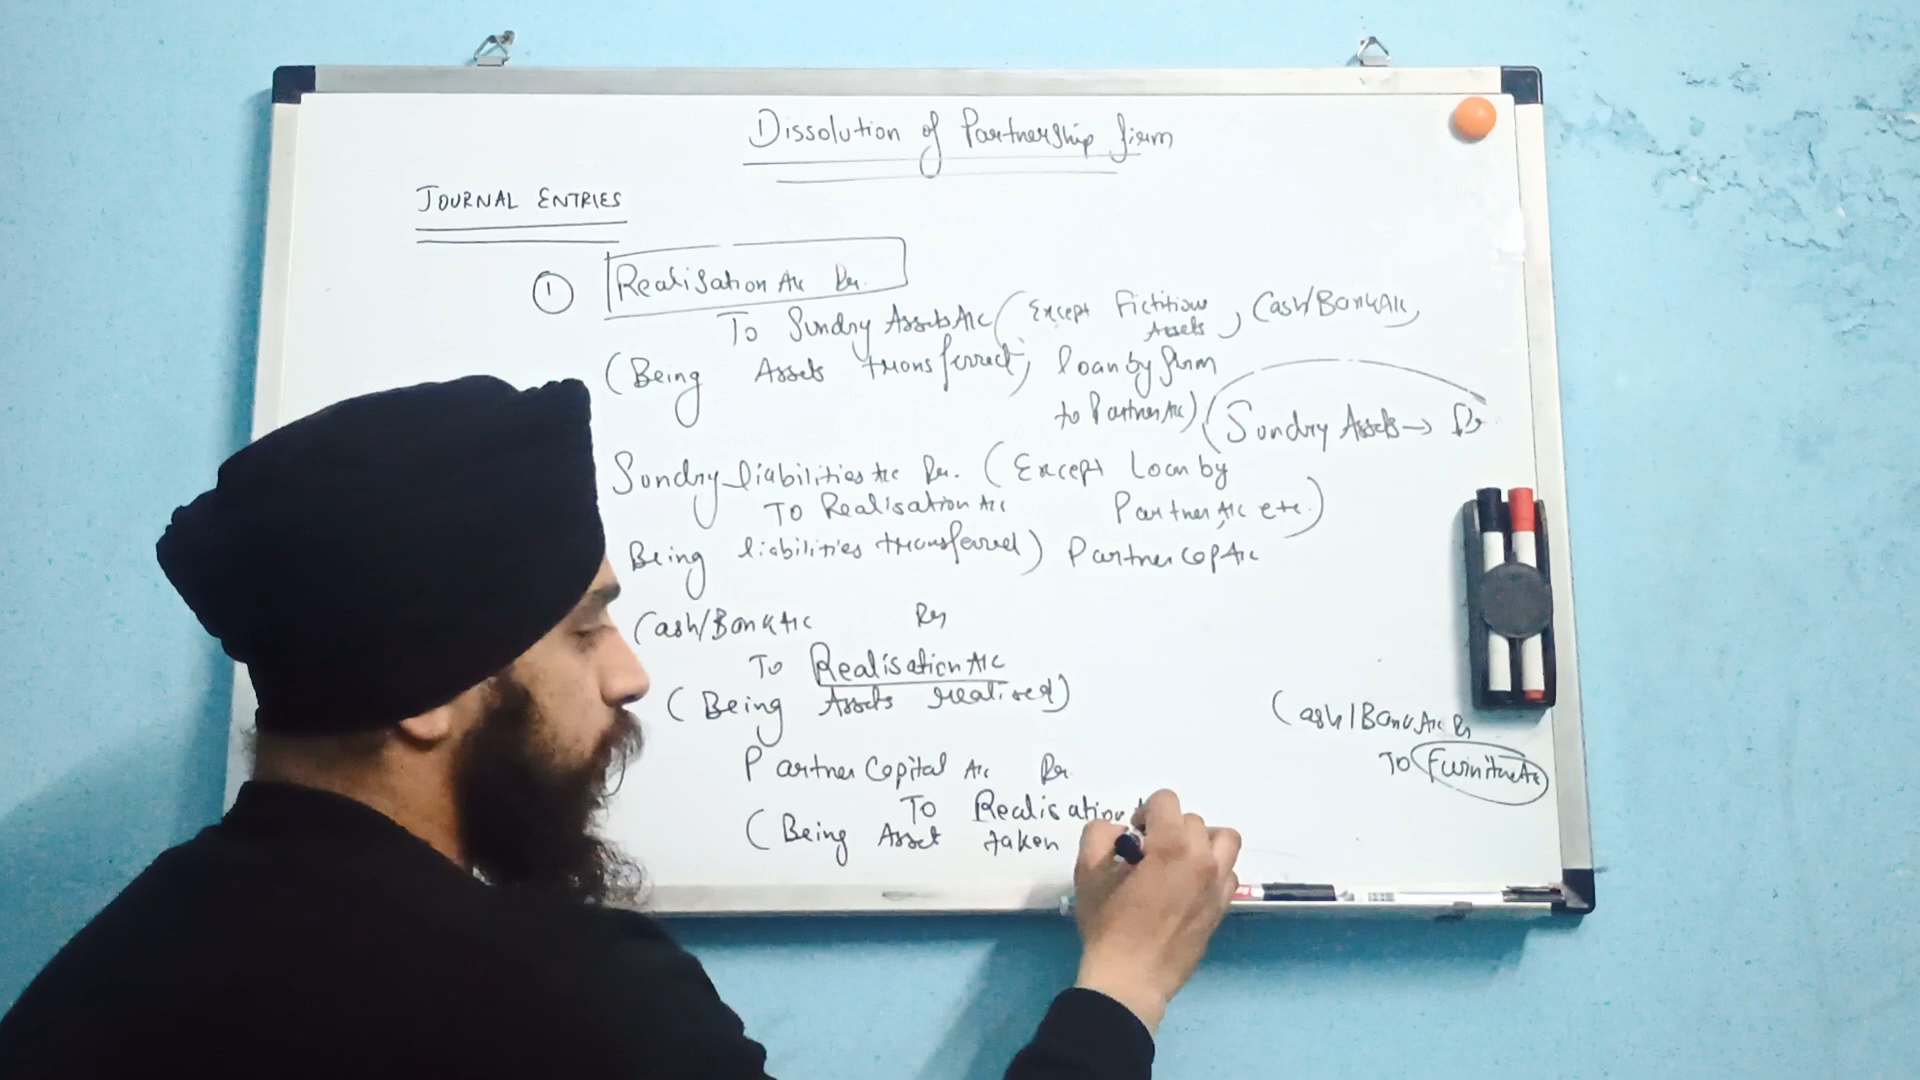 Dissolution of Partnership firm
JOURNAL ENTRIES
① Realisation A/c Dr.
To Sundry Assets A/c (Except Fictitious Assets, Cash/Bank A/c,
(Being Assets transferred) loan by firm
to Partner A/c) (Sundry Assets → Dr
Sundry liabilities A/c Dr. (Except Loan by
To Realisation A/c Partner A/c etc.)
Being liabilities transferred) Partner Cap A/c
Cash/Bank A/c Dr
To Realisation A/c
(Being Assets realised)
Cash/Bank A/c Dr
To Furniture A/c
Partner Capital A/c Dr.
To Realisation
(Being Asset taken